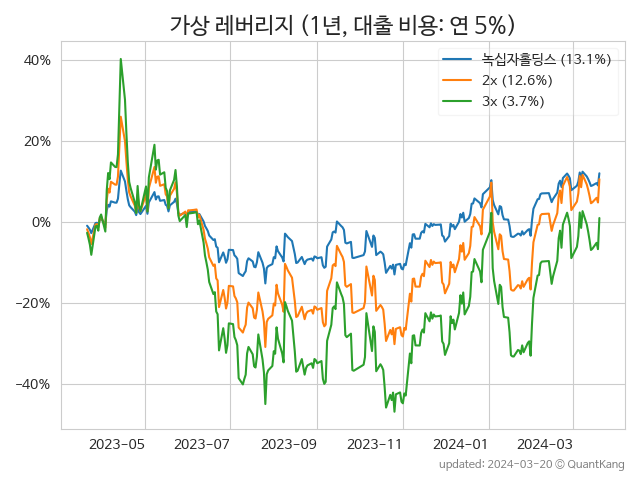 가상 레버리지 (1년, 대출 비용: 연 5%)
녹십자홀딩스 (13.1%)
2x (12.6%)
3x (3.7%)
40%
20%
0%
−20%
−40%
2023-05 2023-07 2023-09 2023-11 2024-01 2024-03
updated: 2024-03-20 © QuantKang